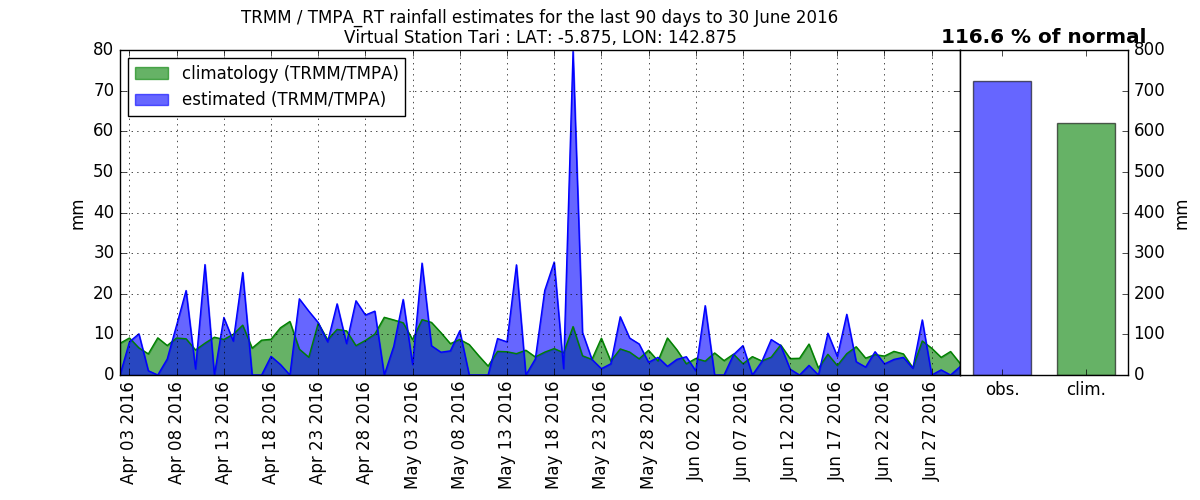 TRMM / TMPA_RT rainfall estimates for the last 90 days to 30 June 2016
Virtual Station Tari : LAT: -5.875, LON: 142.875
116.6 % of normal
climatology (TRMM/TMPA)
estimated (TRMM/TMPA)
mm
80
70
60
50
40
30
20
10
0
800
700
600
500
400
300
200
100
0
mm
Apr 03 2016
Apr 08 2016
Apr 13 2016
Apr 18 2016
Apr 23 2016
Apr 28 2016
May 03 2016
May 08 2016
May 13 2016
May 18 2016
May 23 2016
May 28 2016
Jun 02 2016
Jun 07 2016
Jun 12 2016
Jun 17 2016
Jun 22 2016
Jun 27 2016
obs.
clim.